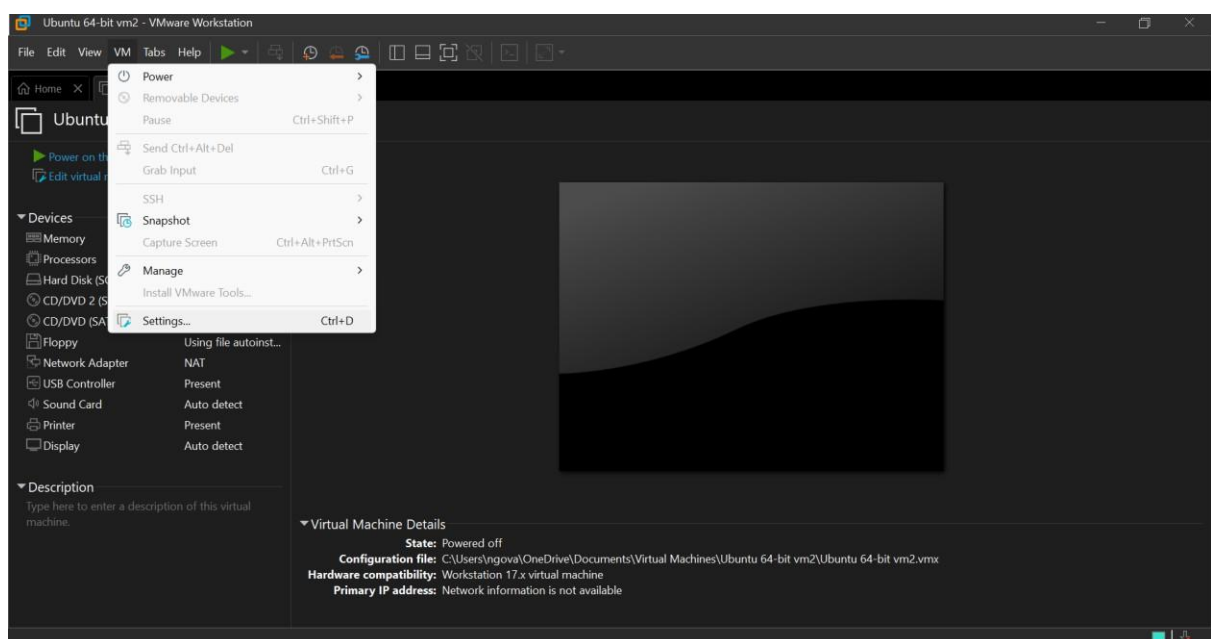 Ubuntu 64-bit vm2 - VMware Workstation
File Edit View VM Tabs Help
Home
Power
Removable Devices
Pause Ctrl+Shift+P
Send Ctrl+Alt+Del
Grab Input Ctrl+G
SSH
Snapshot
Capture Screen Ctrl+Alt+PrtScn
Manage
Install VMware Tools...
Settings... Ctrl+D
Ubuntu
Power on th
Edit virtual
Devices
Memory
Processors
Hard Disk (SC
CD/DVD 2 (S
CD/DVD (SA
Floppy Using file autoinst...
Network Adapter NAT
USB Controller Present
Sound Card Auto detect
Printer Present
Display Auto detect
Description
Type here to enter a description of this virtual
machine.
Virtual Machine Details
State: Powered off
Configuration file: C:\Users\ngova\OneDrive\Documents\Virtual Machines\Ubuntu 64-bit vm2\Ubuntu 64-bit vm2.vmx
Hardware compatibility: Workstation 17.x virtual machine
Primary IP address: Network information is not available